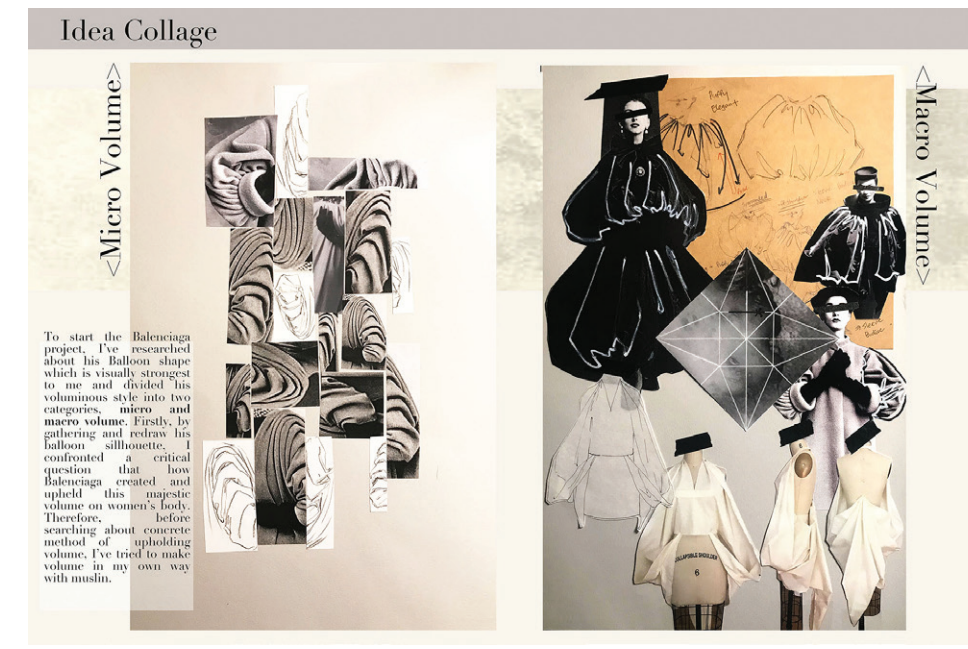 Idea Collage
<Micro Volume>
To start the Balenciaga
project, I've researched
about his Balloon shape
which is visually strongest
to me and divided his
voluminous style into two
categories, micro and
macro volume. Firstly, by
gathering and redraw his
balloon sillhouette, I
confronted a critical
question that how
Balenciaga created and
upheld this majestic
volume on women's body.
Therefore, before
searching about concrete
method of upholding
volume, I've tried to make
volume in my own way
with muslin.
<Macro Volume>
Puffy
Elegant
COLLAPSIBLE SHOULDER
6